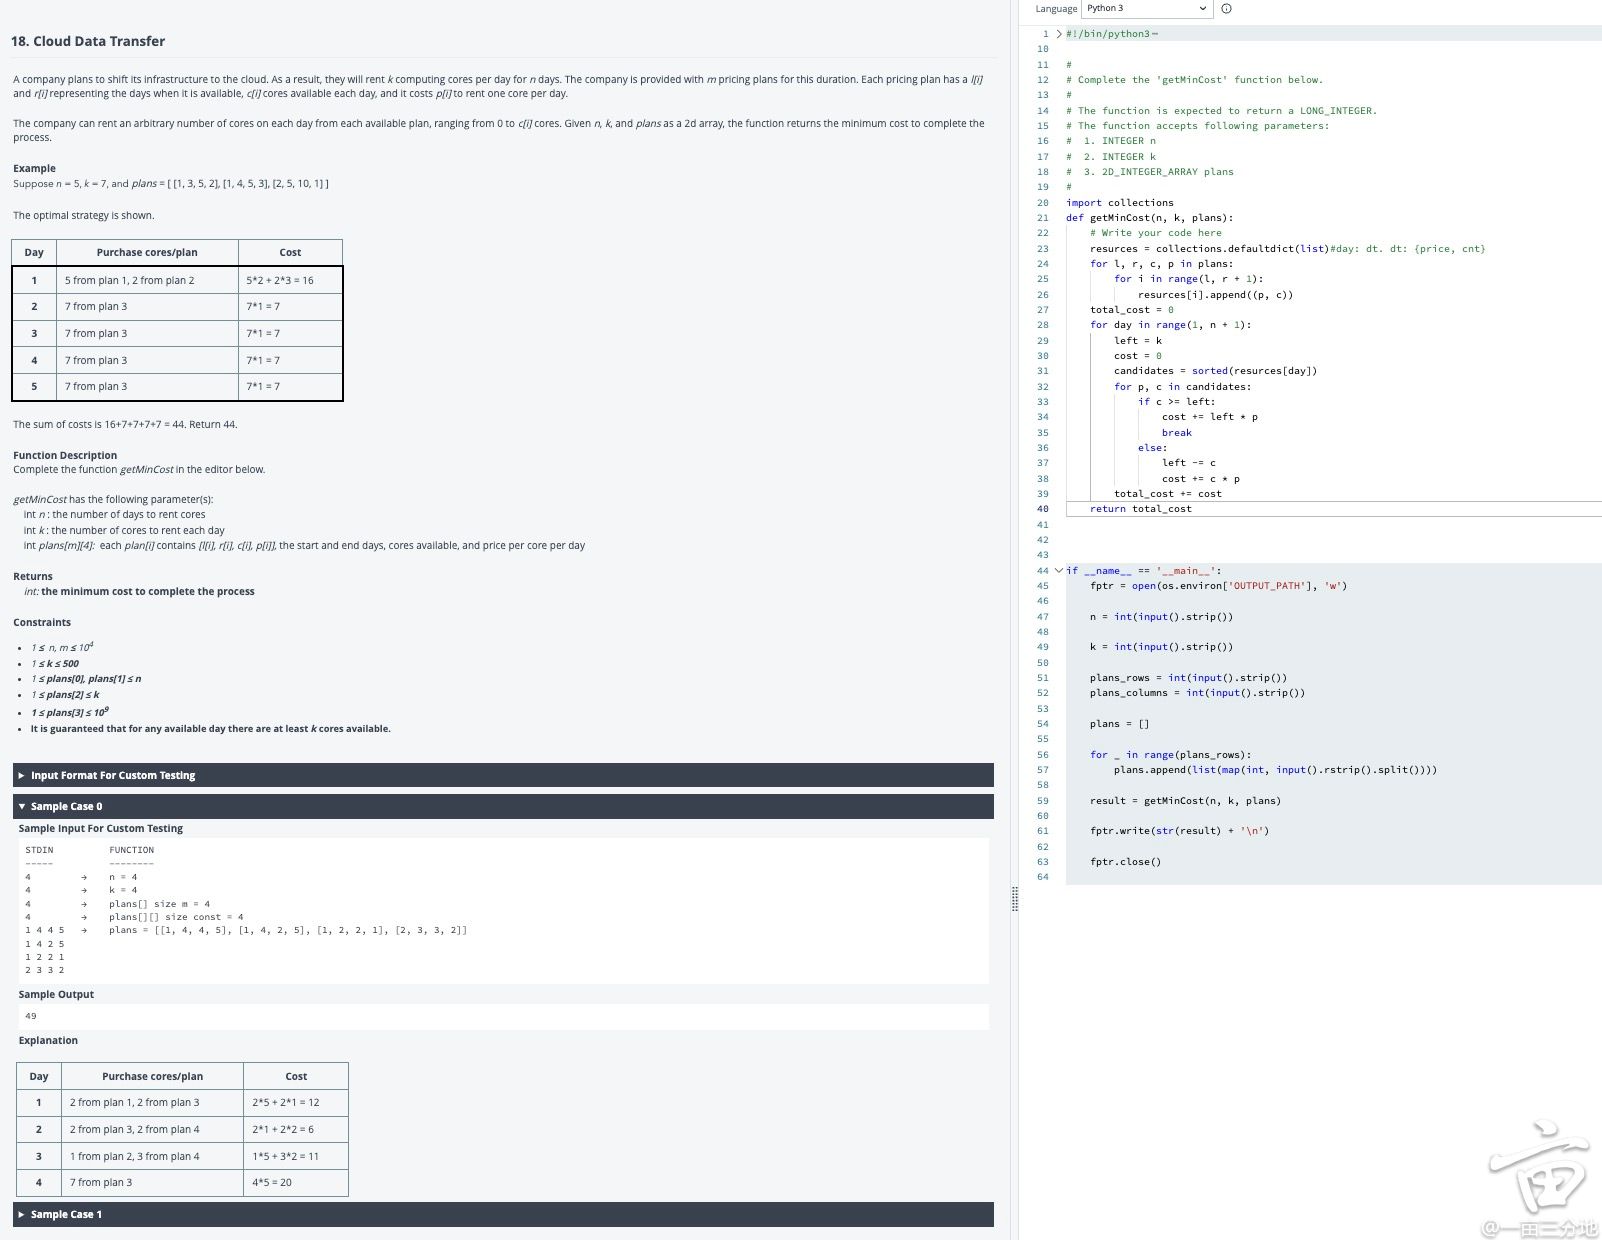 18. Cloud Data Transfer
A company plans to shift its infrastructure to the cloud. As a result, they will rent k computing cores per day for n days. The company is provided with m pricing plans for this duration. Each pricing plan has a l[i]
and r[i] representing the days when it is available, c[i] cores available each day, and it costs p[i] to rent one core per day.
The company can rent an arbitrary number of cores on each day from each available plan, ranging from 0 to c[i] cores. Given n, k, and plans as a 2d array, the function returns the minimum cost to complete the
process.
Example
Suppose n = 5, k = 7, and plans = [ [1, 3, 5, 2], [1, 4, 5, 3], [2, 5, 10, 1] ]
The optimal strategy is shown.
Day Purchase cores/plan Cost
1 5 from plan 1, 2 from plan 2 5*2 + 2*3 = 16
2 7 from plan 3 7*1 = 7
3 7 from plan 3 7*1 = 7
4 7 from plan 3 7*1 = 7
5 7 from plan 3 7*1 = 7
The sum of costs is 16+7+7+7+7 = 44. Return 44.
Function Description
Complete the function getMinCost in the editor below.
getMinCost has the following parameter(s):
int n : the number of days to rent cores
int k : the number of cores to rent each day
int plans[m][4]: each plan[i] contains [l[i], r[i], c[i], p[i]], the start and end days, cores available, and price per core per day
Returns
int: the minimum cost to complete the process
Constraints
• 1 ≤ n, m ≤ 10^4
• 1 ≤ k ≤ 500
• 1 ≤ plans[0], plans[1] ≤ n
• 1 ≤ plans[2] ≤ k
• 1 ≤ plans[3] ≤ 10^9
• It is guaranteed that for any available day there are at least k cores available.
▶ Input Format For Custom Testing
▼ Sample Case 0
Sample Input For Custom Testing
STDIN FUNCTION
----- --------
4 → n = 4
4 → k = 4
4 → plans[] size m = 4
4 → plans[][] size const = 4
1 4 4 5 → plans = [[1, 4, 4, 5], [1, 4, 2, 5], [1, 2, 2, 1], [2, 3, 3, 2]]
1 4 2 5
1 2 2 1
2 3 3 2
Sample Output
49
Explanation
Day Purchase cores/plan Cost
1 2 from plan 1, 2 from plan 3 2*5 + 2*1 = 12
2 2 from plan 3, 2 from plan 4 2*1 + 2*2 = 6
3 1 from plan 2, 3 from plan 4 1*5 + 3*2 = 11
4 7 from plan 3 4*5 = 20
▶ Sample Case 1
Language Python 3
1 #!/bin/python3
10
11 #
12 # Complete the 'getMinCost' function below.
13 #
14 # The function is expected to return a LONG_INTEGER.
15 # The function accepts following parameters:
16 #  1. INTEGER n
17 #  2. INTEGER k
18 #  3. 2D_INTEGER_ARRAY plans
19 #
20 import collections
21 def getMinCost(n, k, plans):
22     # Write your code here
23     resurces = collections.defaultdict(list)#day: dt. dt: {price, cnt}
24     for l, r, c, p in plans:
25         for i in range(l, r + 1):
26             resurces[i].append((p, c))
27     total_cost = 0
28     for day in range(1, n + 1):
29         left = k
30         cost = 0
31         candidates = sorted(resurces[day])
32         for p, c in candidates:
33             if c >= left:
34                 cost += left * p
35                 break
36             else:
37                 left -= c
38                 cost += c * p
39         total_cost += cost
40     return total_cost
41
42
43
44 if __name__ == '__main__':
45     fptr = open(os.environ['OUTPUT_PATH'], 'w')
46
47     n = int(input().strip())
48
49     k = int(input().strip())
50
51     plans_rows = int(input().strip())
52     plans_columns = int(input().strip())
53
54     plans = []
55
56     for _ in range(plans_rows):
57         plans.append(list(map(int, input().rstrip().split())))
58
59     result = getMinCost(n, k, plans)
60
61     fptr.write(str(result) + '\n')
62
63     fptr.close()
64
@一亩三分地